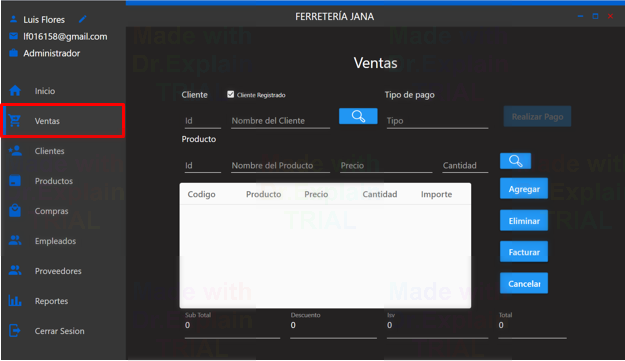 FERRETERÍA JANA
Luis Flores
lf016158@gmail.com
Administrador
Inicio
Ventas
Clientes
Productos
Compras
Empleados
Proveedores
Reportes
Cerrar Sesion
Ventas
Cliente Cliente Registrado Tipo de pago
Id Nombre del Cliente Tipo Realizar Pago
Producto
Id Nombre del Producto Precio Cantidad
Codigo Producto Precio Cantidad Importe
Agregar
Eliminar
Facturar
Cancelar
Sub Total Descuento Isv Total
0 0 0 0
Made with
Dr.Explain
TRIAL